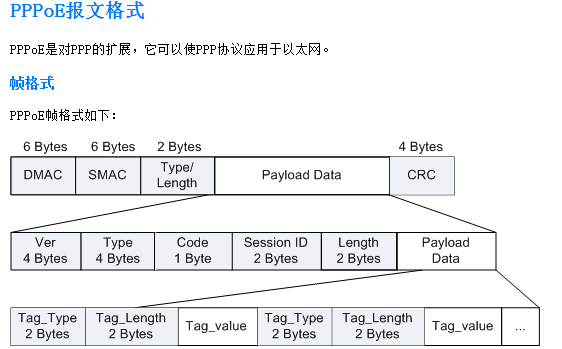 PPPoE报文格式
PPPoE是对PPP的扩展，它可以使PPP协议应用于以太网。
帧格式
PPPoE帧格式如下：
6 Bytes 6 Bytes 2 Bytes 4 Bytes
DMAC SMAC Type/ Length Payload Data CRC
Ver Type Code Session ID Length Payload
4 Bytes 4 Bytes 1 Byte 2 Bytes 2 Bytes Data
Tag_Type Tag_Length Tag_value Tag_Type Tag_Length Tag_value ...
2 Bytes 2 Bytes 2 Bytes 2 Bytes